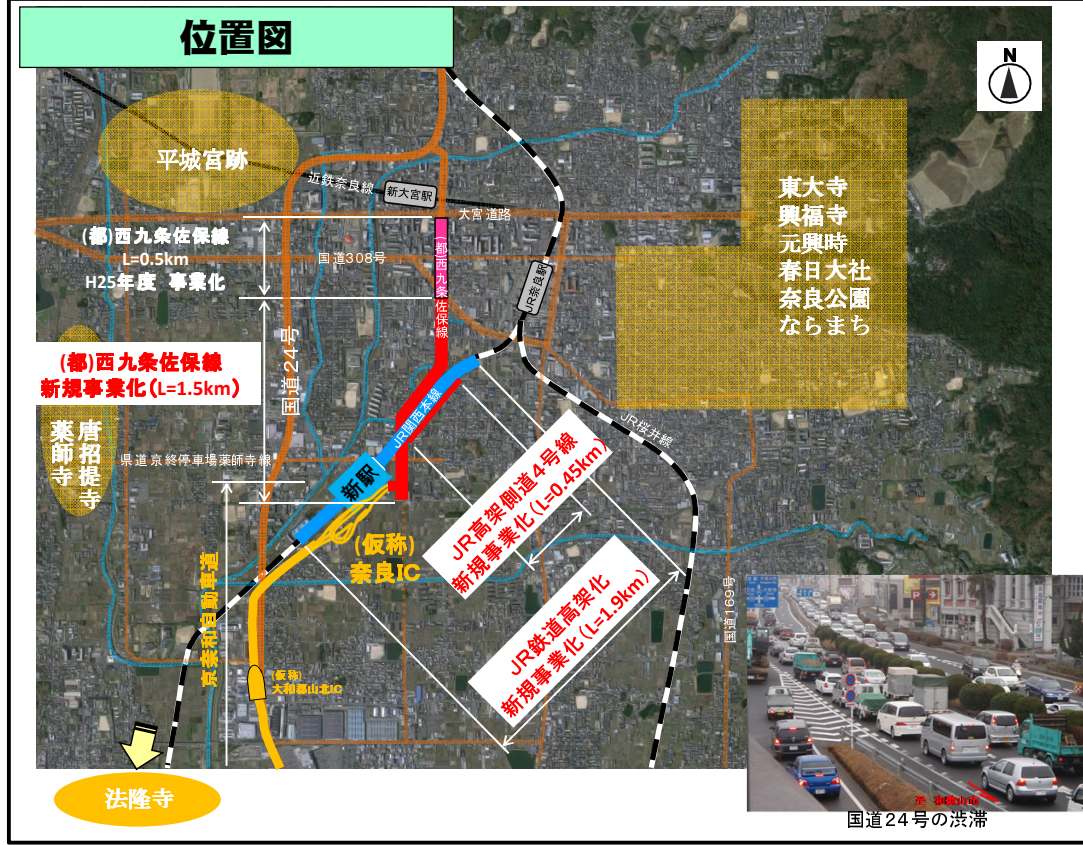 位置図
N
平城宮跡
近鉄奈良線
新大宮駅
大宮道路
(都)西九条佐保線
L=0.5km
H25年度 事業化
国道308号
(都)西九条佐保線
JR奈良駅
東大寺
興福寺
元興時
春日大社
奈良公園
ならまち
国道24号
(都)西九条佐保線
新規事業化(L=1.5km)
JR関西本線
JR桜井線
唐招提寺
薬師寺
県道京終停車場薬師寺線
新駅
(仮称)
奈良IC
JR高架側道4号線
新規事業化(L=0.45km)
JR鉄道高架化
新規事業化(L=1.9km)
国道169号
京奈和自動車道
(仮称)
大和郡山北IC
法隆寺
P
国道24号の渋滞